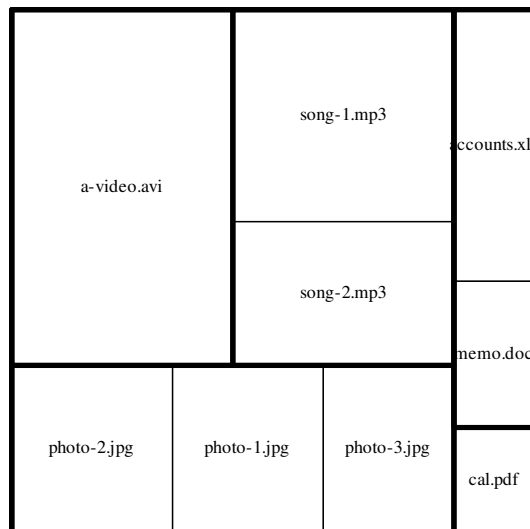 a-video.avi
song-1.mp3
song-2.mp3
accounts.xl
memo.doc
photo-2.jpg
photo-1.jpg
photo-3.jpg
cal.pdf